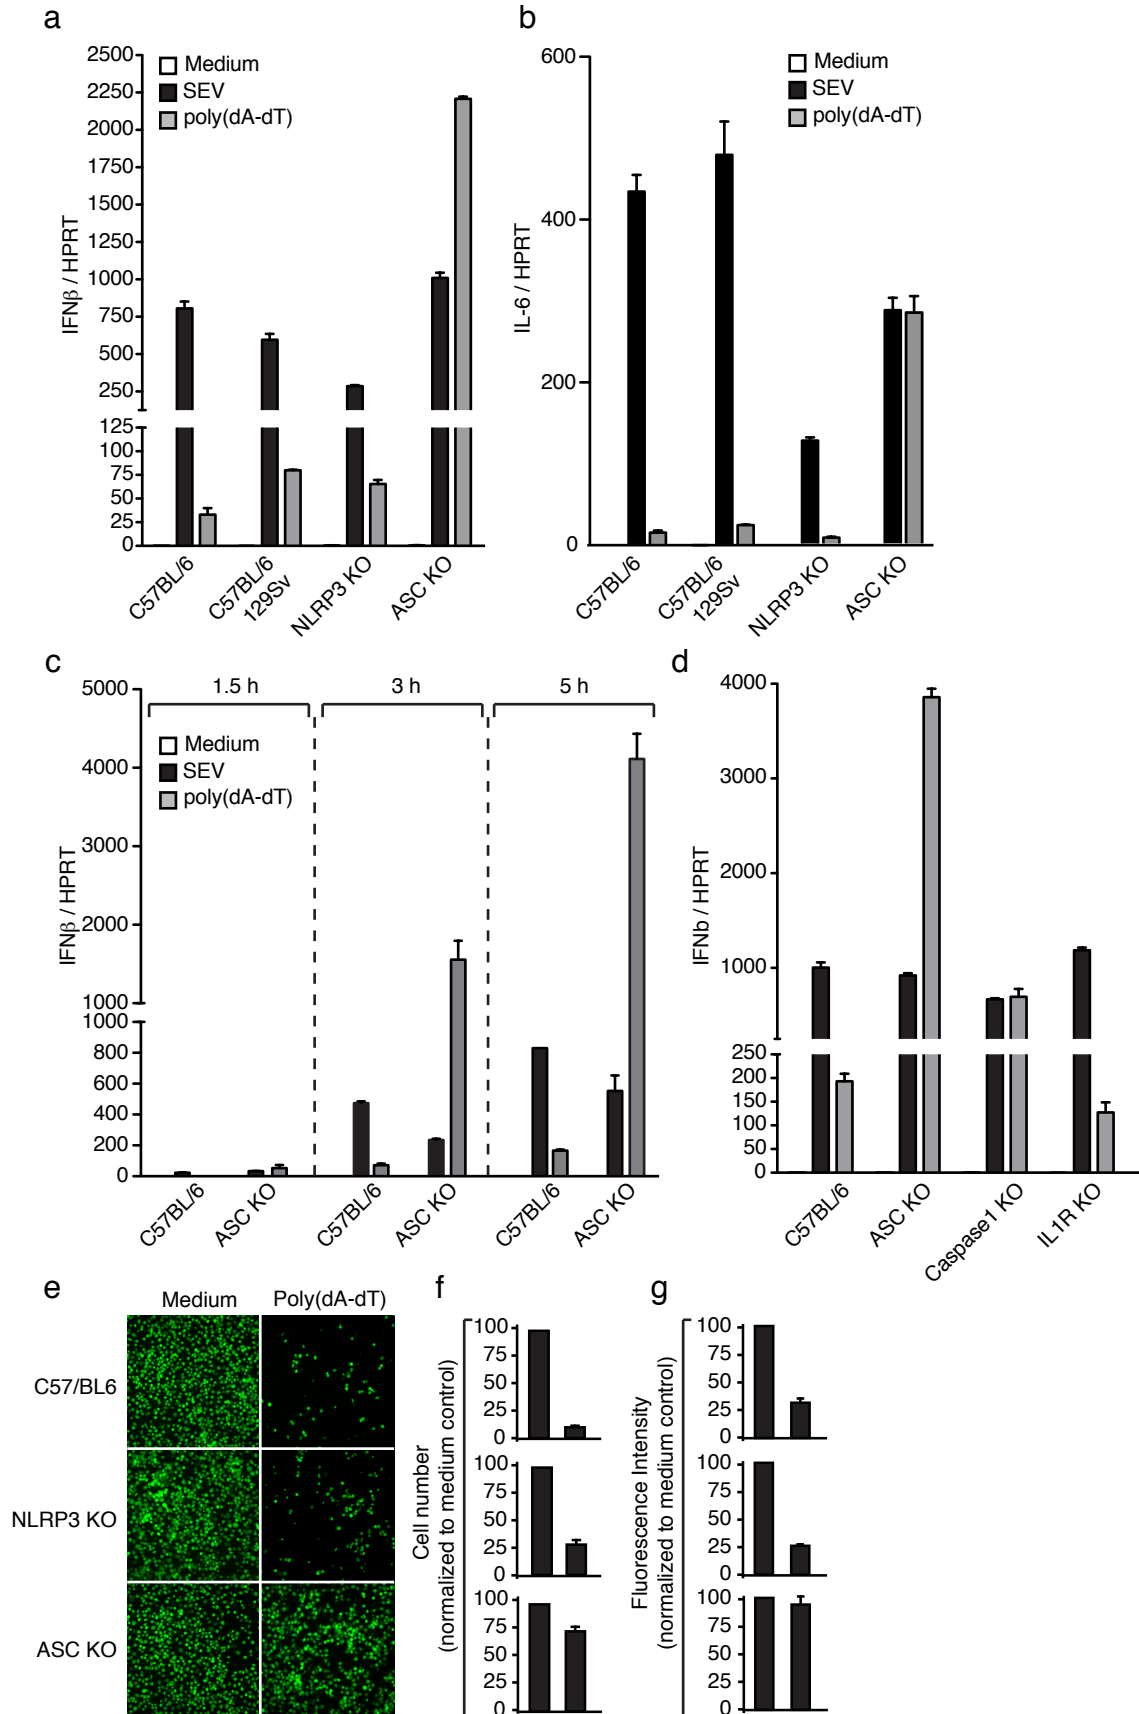 a
2500
2250
2000
1750
1500
1250
1000
750
500
250
125
100
75
50
25
0
IFNβ / HPRT
Medium
SEV
poly(dA-dT)
C57BL/6
C57BL/6
129Sv
NLRP3 KO
ASC KO
b
600
400
200
0
IL-6 / HPRT
Medium
SEV
poly(dA-dT)
C57BL/6
C57BL/6
129Sv
NLRP3 KO
ASC KO
c
5000
4000
3000
2000
1000
1000
800
600
400
200
0
IFNβ / HPRT
1.5 h
3 h
5 h
Medium
SEV
poly(dA-dT)
C57BL/6
ASC KO
C57BL/6
ASC KO
C57BL/6
ASC KO
d
4000
3000
2000
1000
250
200
150
100
50
0
IFNb / HPRT
C57BL/6
ASC KO
Caspase1 KO
IL1R KO
e
Medium
Poly(dA-dT)
C57/BL6
NLRP3 KO
ASC KO
f
Cell number
(normalized to medium control)
100
75
50
25
0
100
75
50
25
0
100
75
50
25
0
g
Fluorescence Intensity
(normalized to medium control)
100
75
50
25
0
100
75
50
25
0
100
75
50
25
0